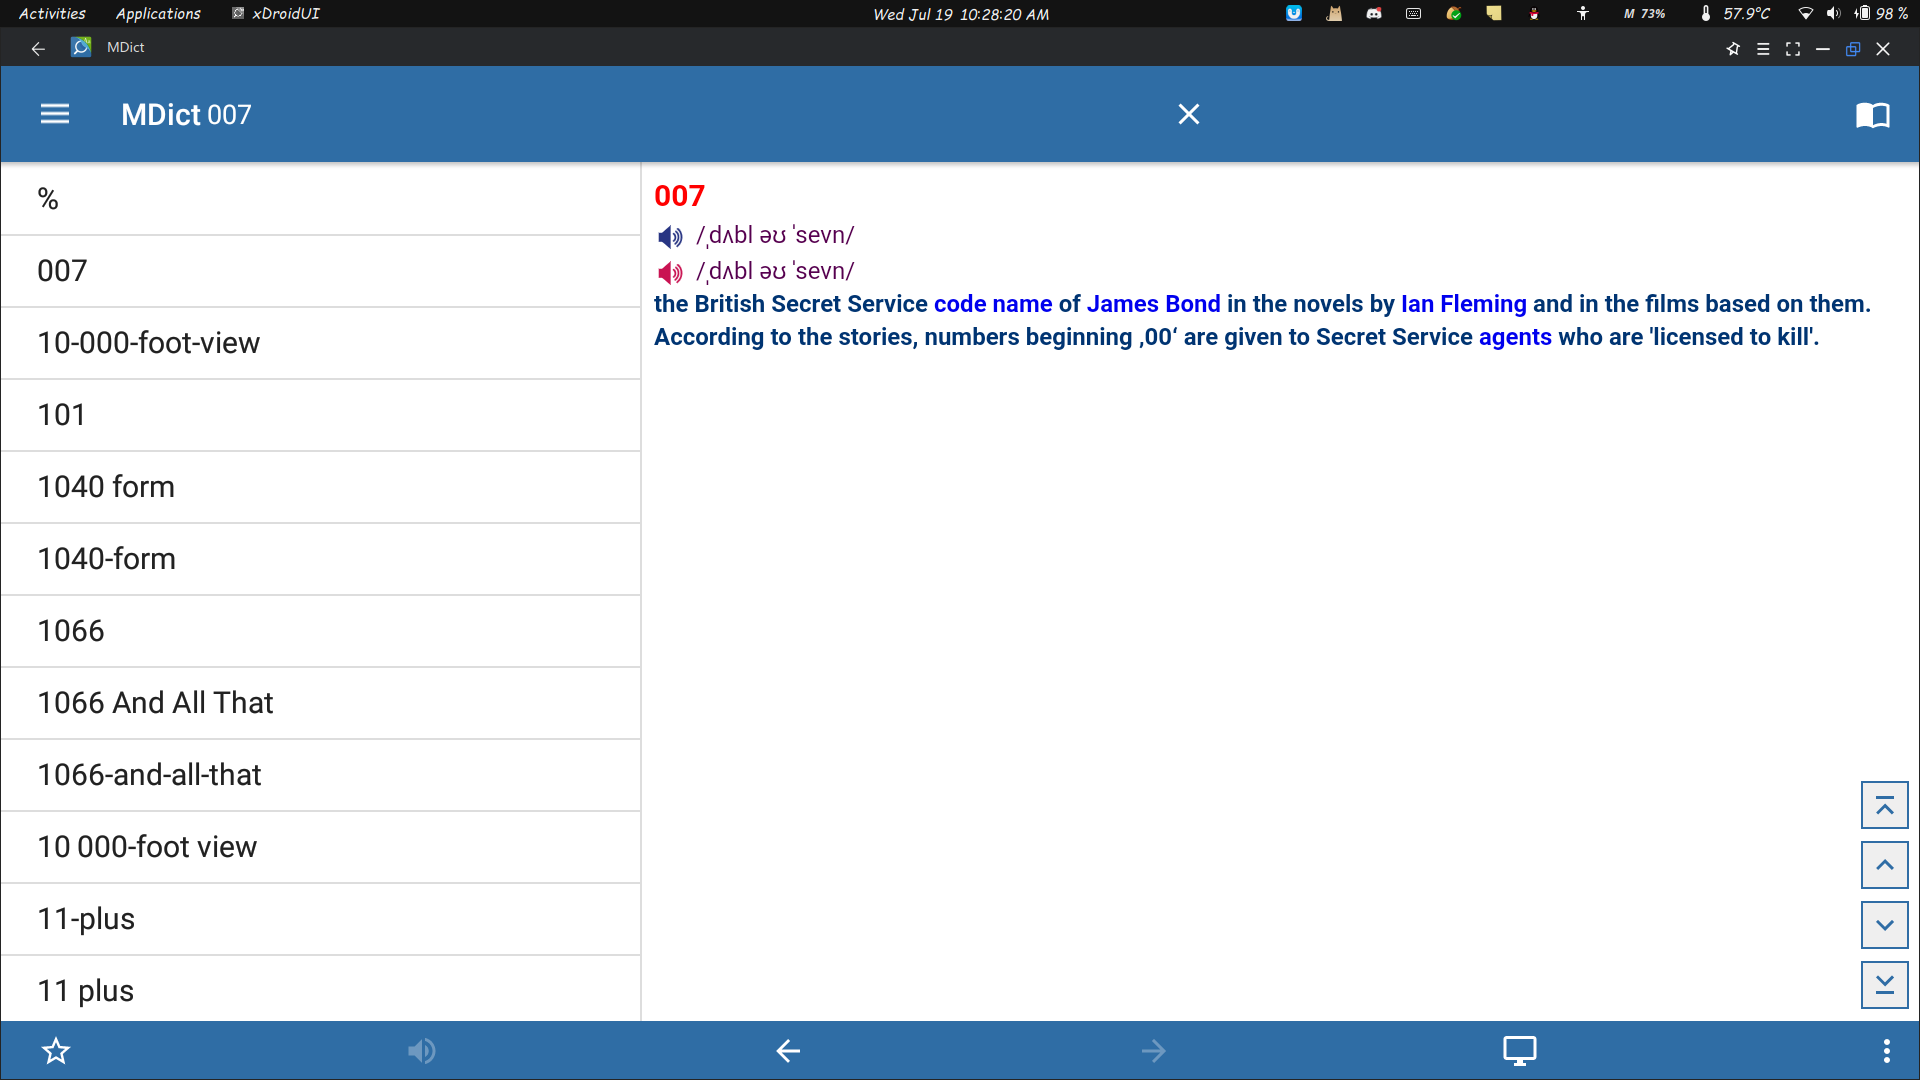 Activities Applications xDroidUI Wed Jul 19 10:28:20 AM M 73% 57.9°C 98 %
MDict
MDict 007
%
007
10-000-foot-view
101
1040 form
1040-form
1066
1066 And All That
1066-and-all-that
10 000-foot view
11-plus
11 plus
007
/ˌdʌbl əʊ ˈsevn/
/ˌdʌbl əʊ ˈsevn/
the British Secret Service code name of James Bond in the novels by Ian Fleming and in the films based on them.
According to the stories, numbers beginning ‚00‘ are given to Secret Service agents who are 'licensed to kill'.